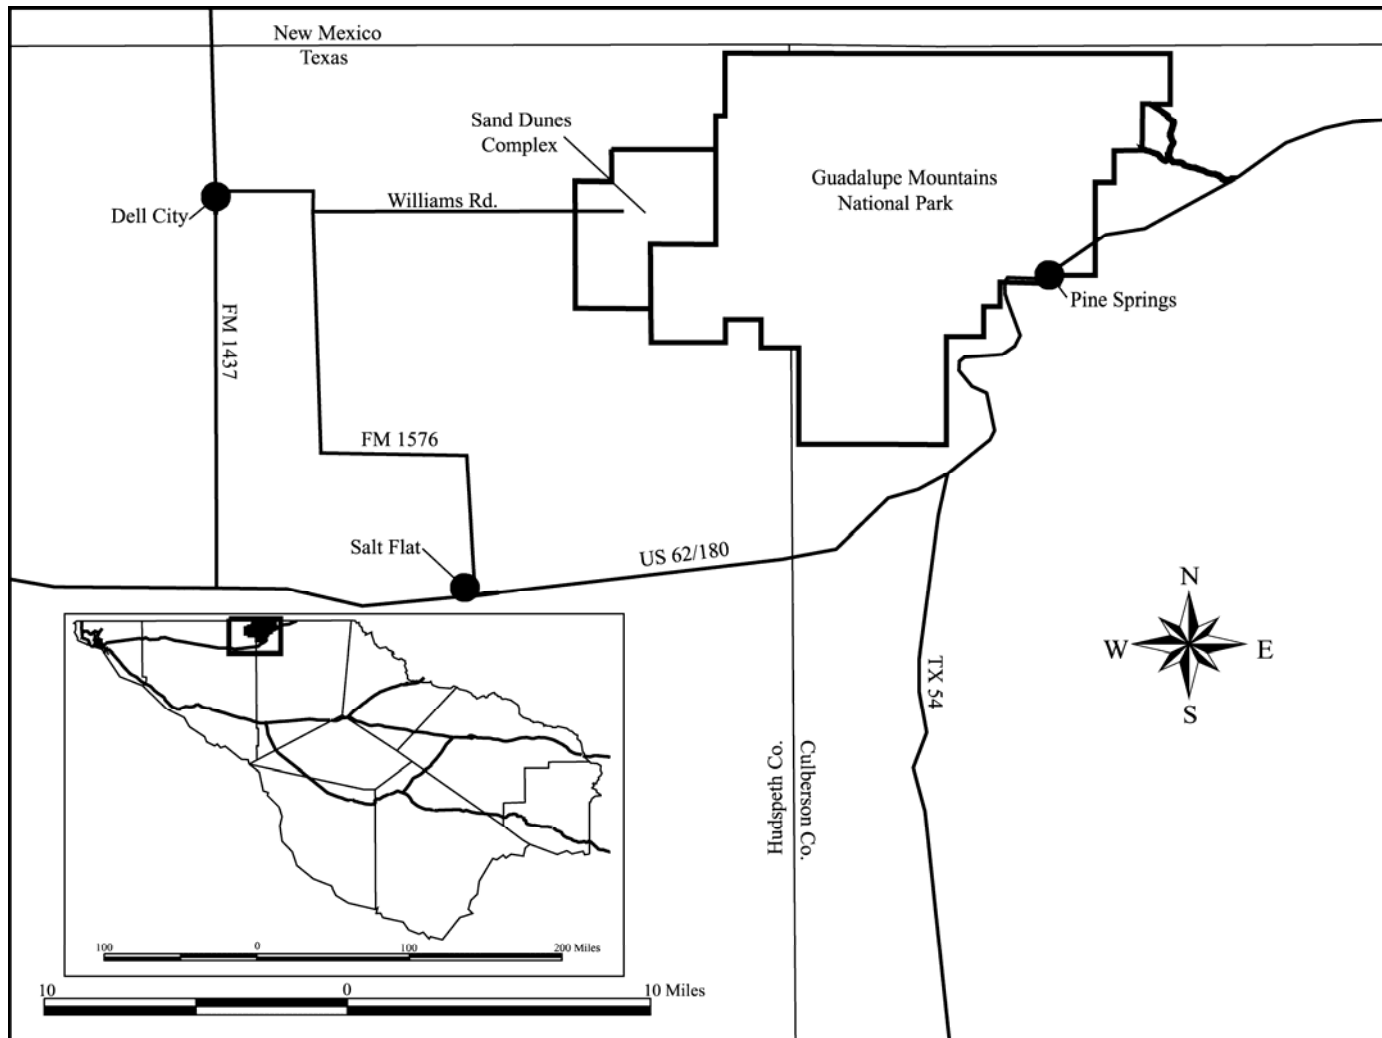 New Mexico
Texas
Sand Dunes
Complex
Guadalupe Mountains
National Park
Williams Rd.
Dell City
Pine Springs
FM 1437
FM 1576
Salt Flat
US 62/180
N
W
E
S
TX 54
Hudspeth Co.
Culberson Co.
100
0
100
200 Miles
10
0
10 Miles